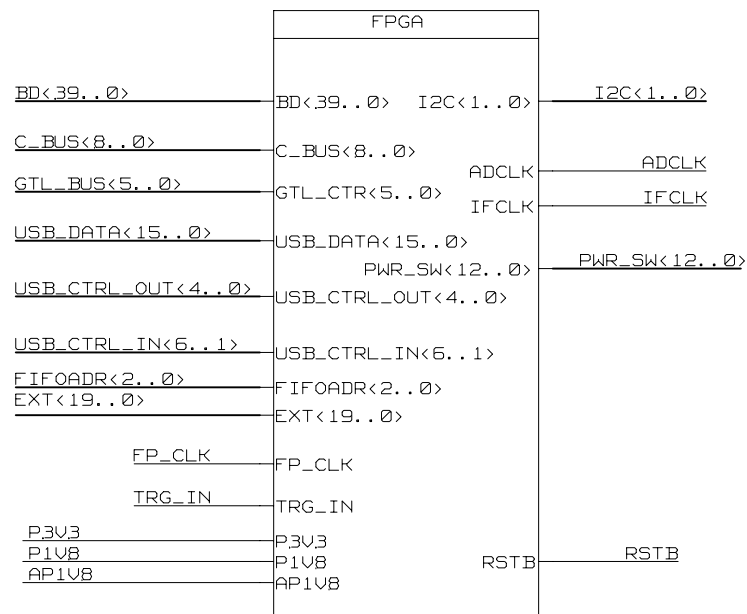 FPGA
BD<39..0> BD<39..0> I2C<1..0> I2C<1..0>
C_BUS<8..0> C_BUS<8..0>
ADCLK ADCLK
GTL_BUS<5..0> GTL_CTR<5..0>
IFCLK IFCLK
USB_DATA<15..0> USB_DATA<15..0>
PWR_SW<12..0> PWR_SW<12..0>
USB_CTRL_OUT<4..0> USB_CTRL_OUT<4..0>
USB_CTRL_IN<6..1> USB_CTRL_IN<6..1>
FIFOADR<2..0> FIFOADR<2..0>
EXT<19..0> EXT<19..0>
FP_CLK FP_CLK
TRG_IN TRG_IN
P3V3 P3V3
P1V8 P1V8 RSTB RSTB
AP1V8 AP1V8